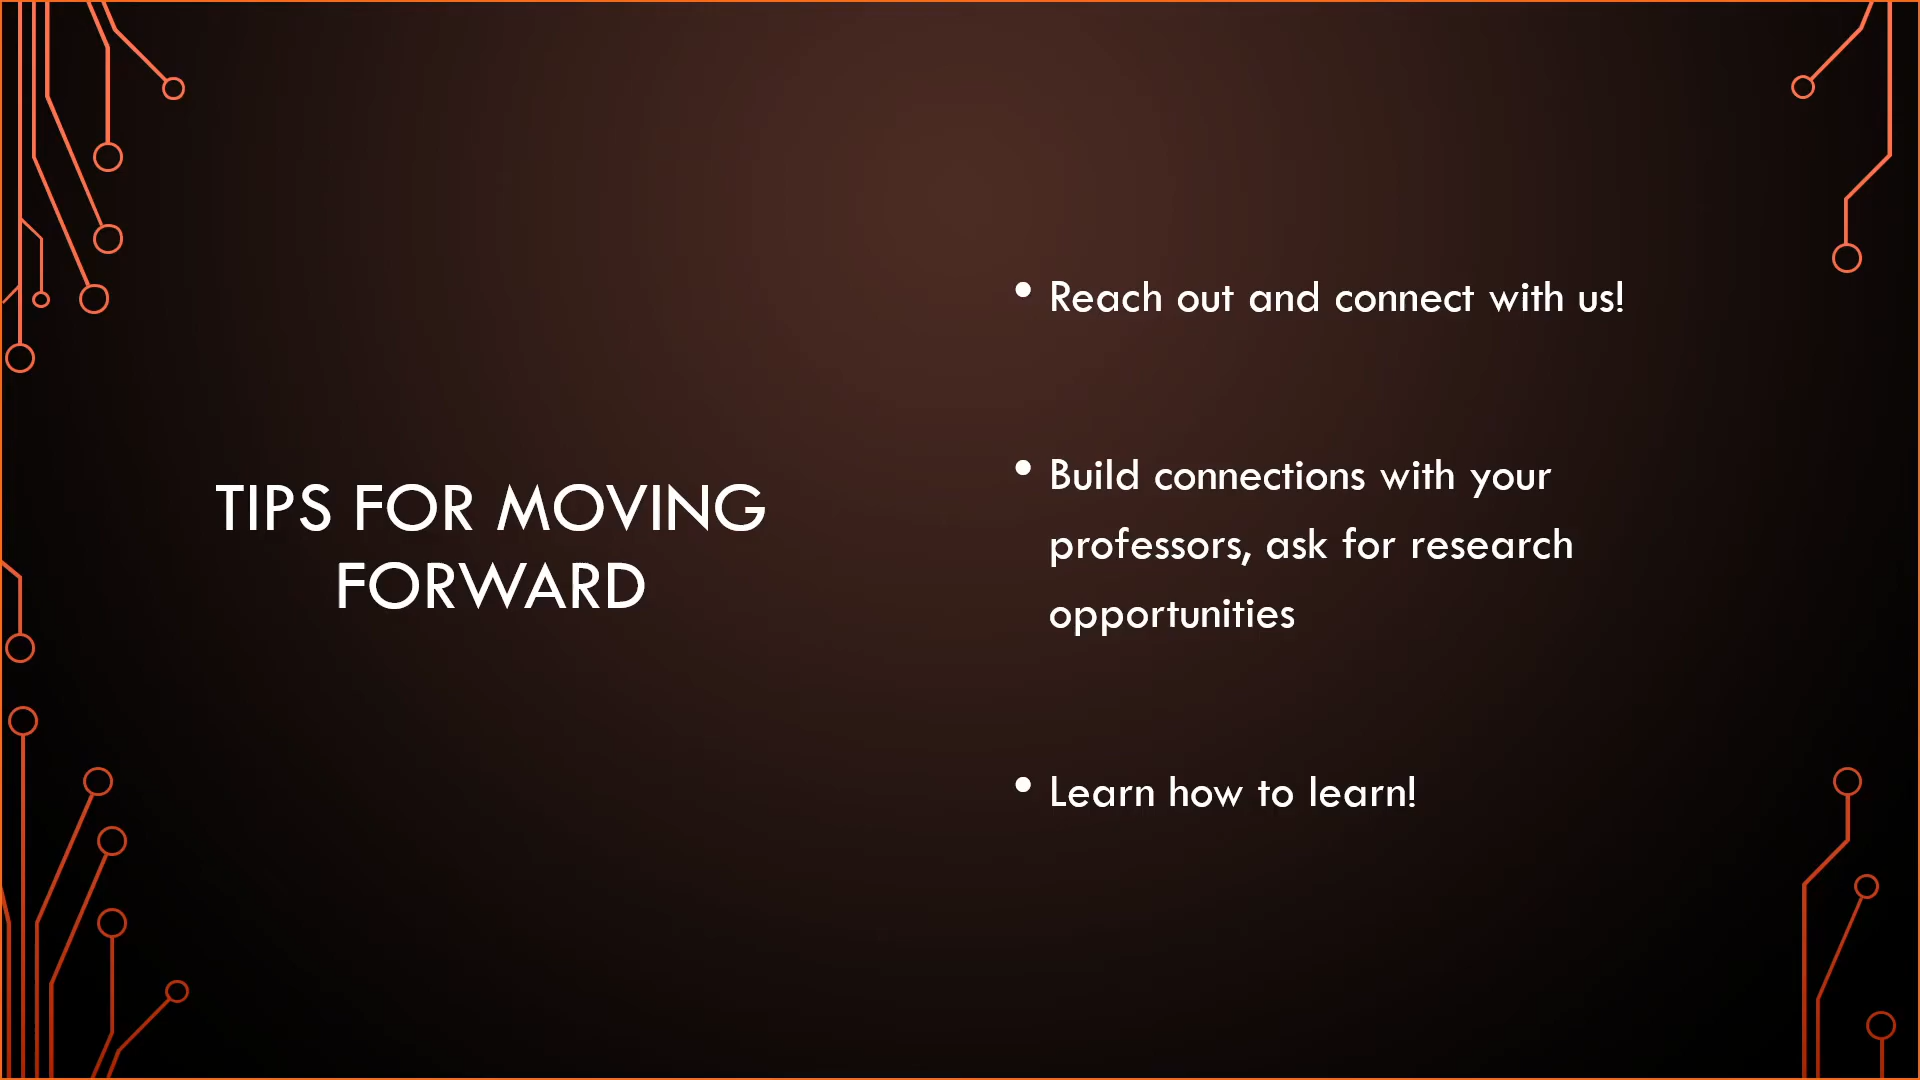 TIPS FOR MOVING
FORWARD
• Reach out and connect with us!
• Build connections with your
professors, ask for research
opportunities
• Learn how to learn!